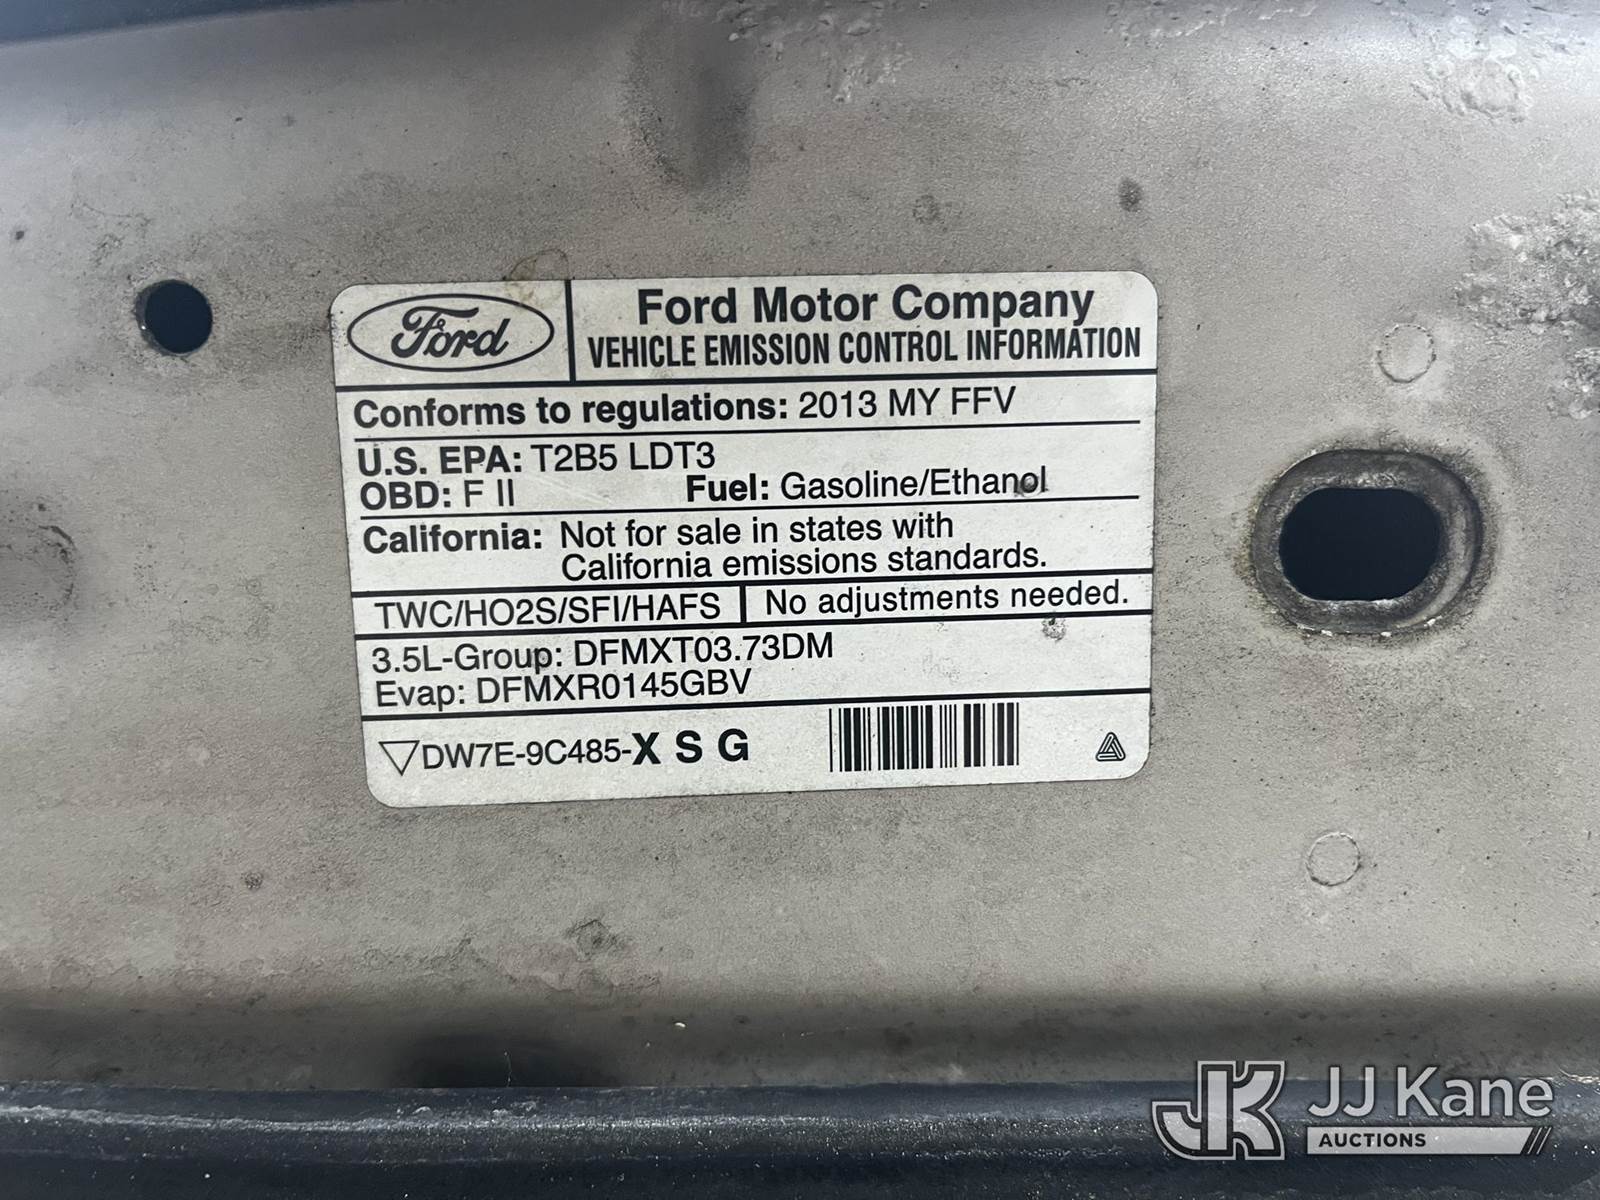 Ford
Ford Motor Company
VEHICLE EMISSION CONTROL INFORMATION
Conforms to regulations: 2013 MY FFV
U.S. EPA: T2B5 LDT3
OBD: F II Fuel: Gasoline/Ethanol
California: Not for sale in states with
California emissions standards.
TWC/HO2S/SFI/HAFS No adjustments needed.
3.5L-Group: DFMXT03.73DM
Evap: DFMXR0145GBV
DW7E-9C485-X S G
JK JJ Kane
AUCTIONS